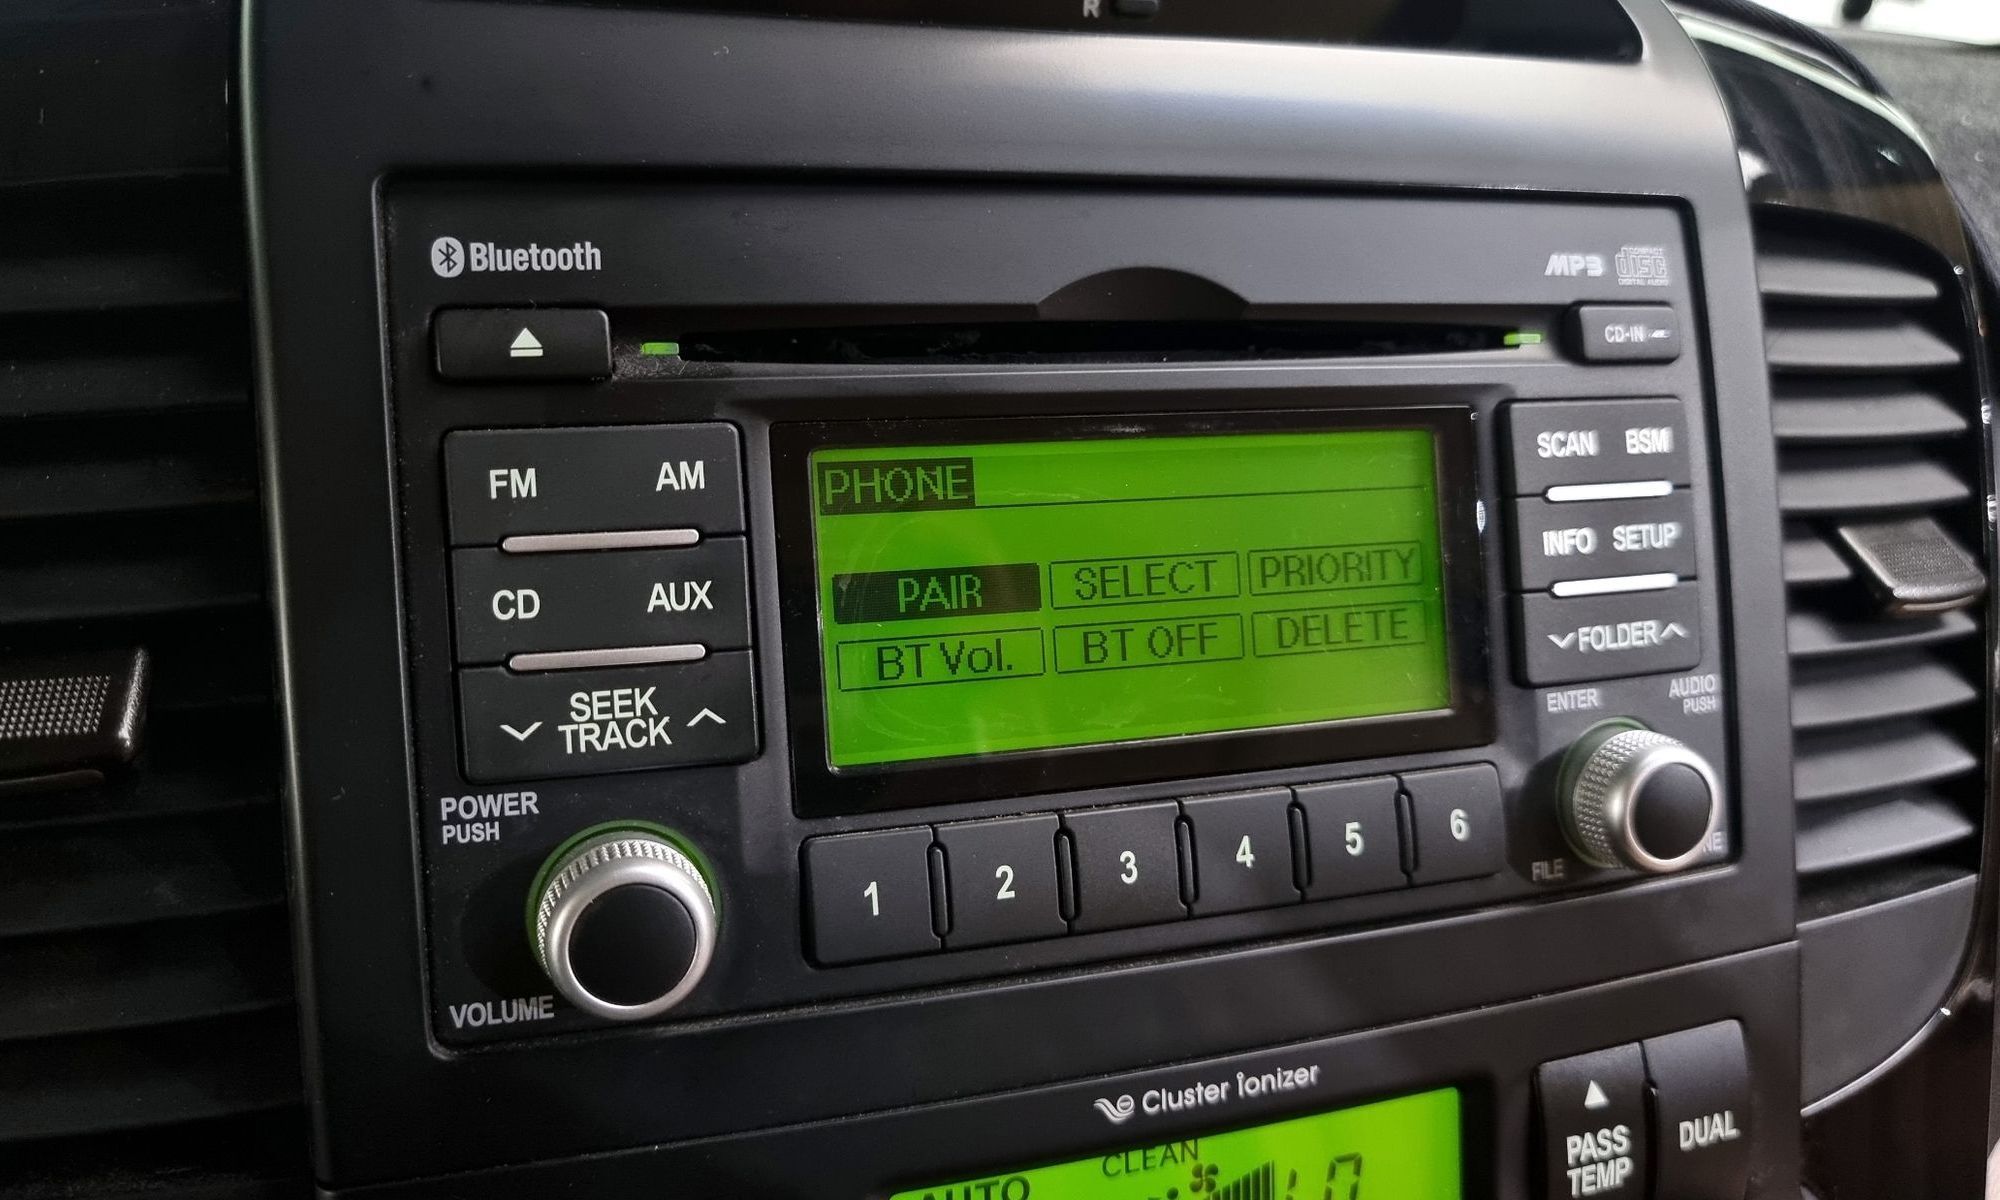 R
Bluetooth
MP3 COMPACT disc DIGITAL AUDIO
CD-IN
FM AM
CD AUX
SEEK
TRACK
POWER
PUSH
VOLUME
PHONE
PAIR SELECT PRIORITY
BT Vol. BT OFF DELETE
1 2 3 4 5 6
SCAN BSM
INFO SETUP
FOLDER
ENTER AUDIO
PUSH
FILE
Cluster ionizer
CLEAN
AUTO
PASS
TEMP
DUAL